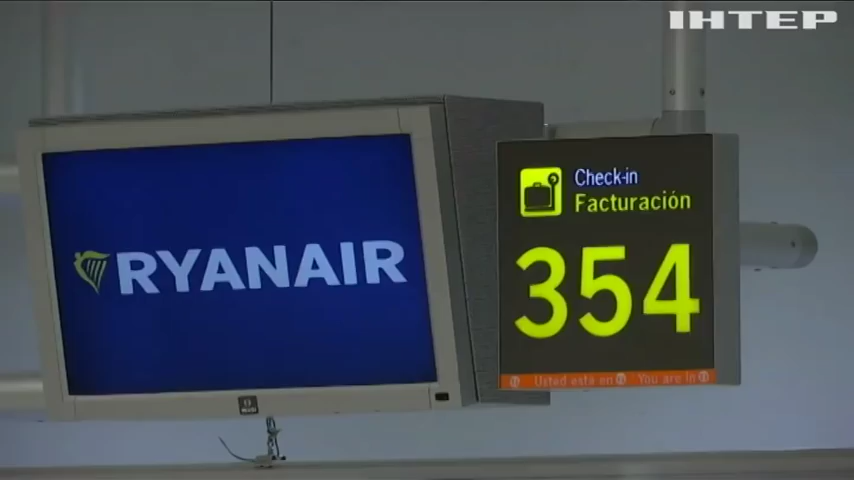 ІНТЕР
RYANAIR
Check-in
Facturación
354
Usted está en
You are in